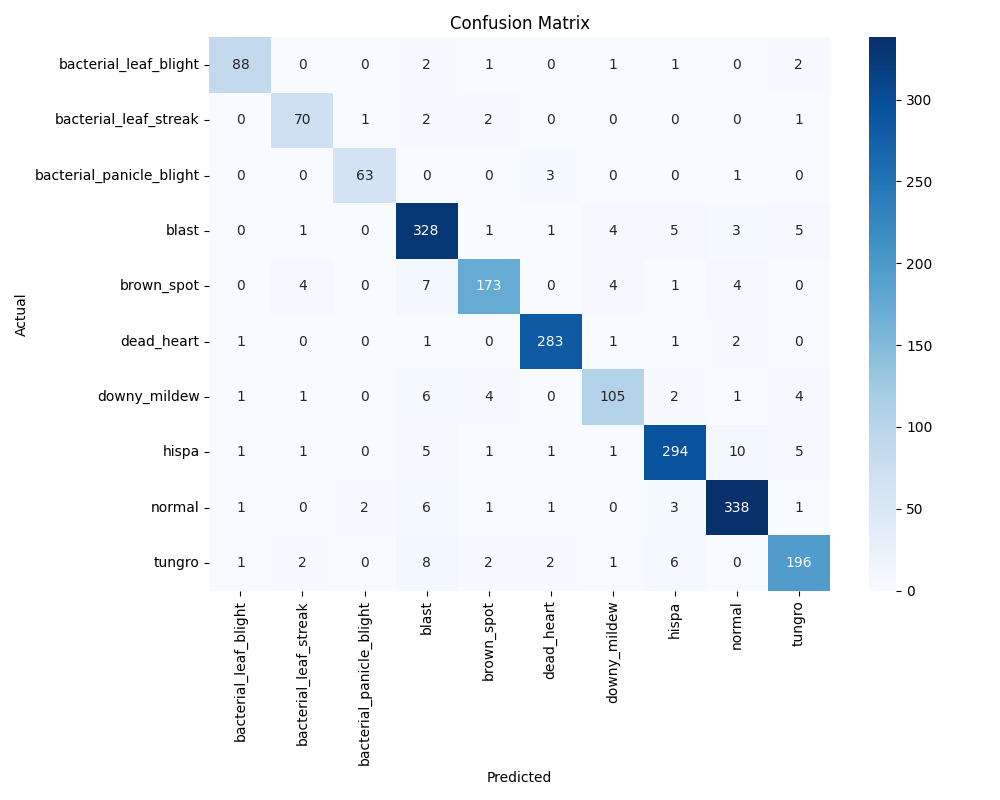 Confusion Matrix
Actual
bacterial_leaf_blight 88 0 0 2 1 0 1 1 0 2
bacterial_leaf_streak 0 70 1 2 2 0 0 0 0 1
bacterial_panicle_blight 0 0 63 0 0 3 0 0 1 0
blast 0 1 0 328 1 1 4 5 3 5
brown_spot 0 4 0 7 173 0 4 1 4 0
dead_heart 1 0 0 1 0 283 1 1 2 0
downy_mildew 1 1 0 6 4 0 105 2 1 4
hispa 1 1 0 5 1 1 1 294 10 5
normal 1 0 2 6 1 1 0 3 338 1
tungro 1 2 0 8 2 2 1 6 0 196
bacterial_leaf_blight
bacterial_leaf_streak
bacterial_panicle_blight
blast
brown_spot
dead_heart
downy_mildew
hispa
normal
tungro
Predicted
300
250
200
150
100
50
0